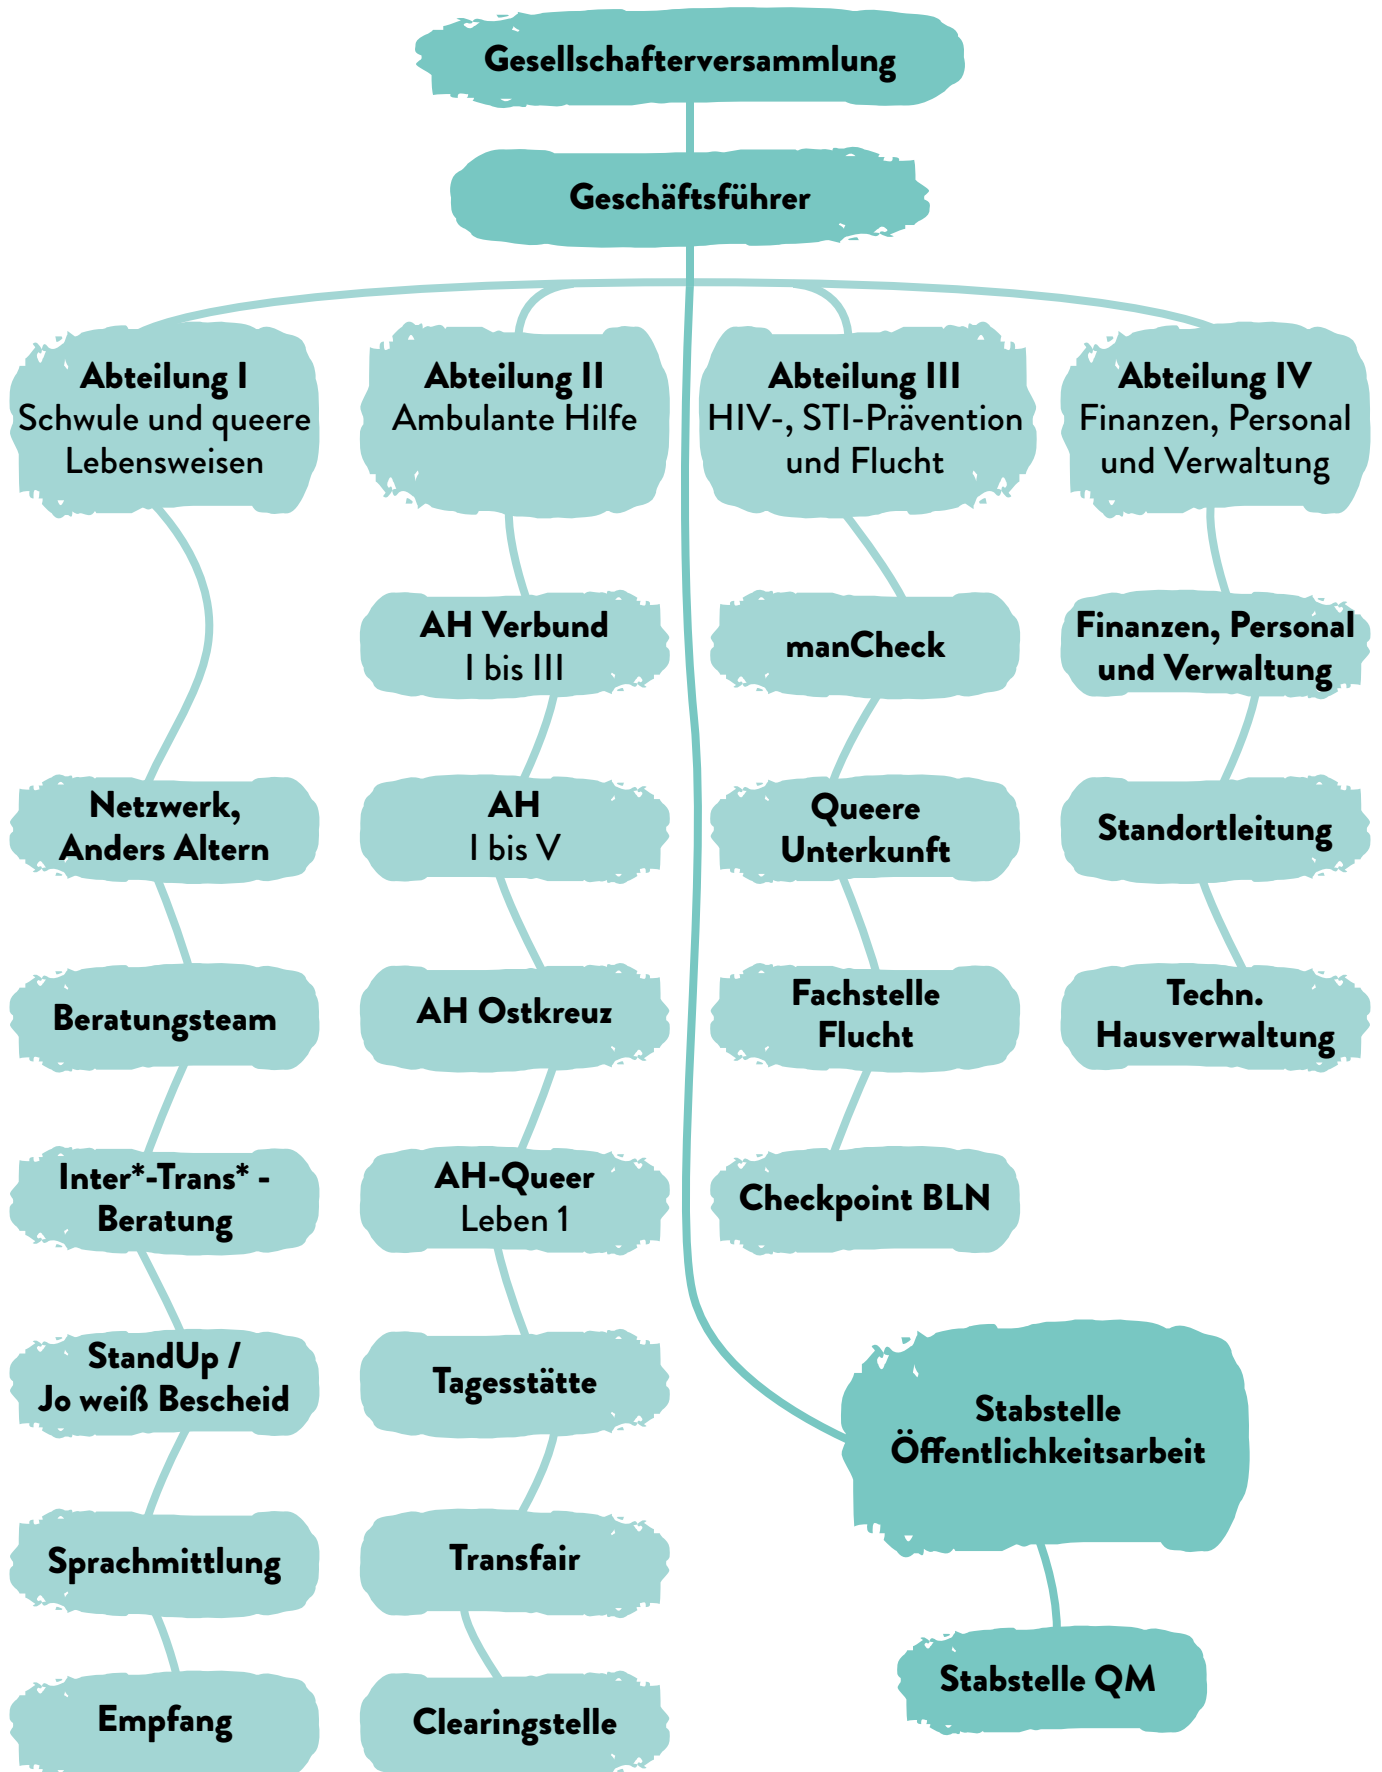 Gesellschafterversammlung
Geschäftsführer
Abteilung I
Schwule und queere
Lebensweisen
Abteilung II
Ambulante Hilfe
Abteilung III
HIV-, STI-Prävention
und Flucht
Abteilung IV
Finanzen, Personal
und Verwaltung
Netzwerk,
Anders Altern
Beratungsteam
Inter*-Trans* -
Beratung
StandUp /
Jo weiß Bescheid
Sprachmittlung
Empfang
AH Verbund
I bis III
AH
I bis V
AH Ostkreuz
AH-Queer
Leben 1
Tagesstätte
Transfair
Clearingstelle
manCheck
Queere
Unterkunft
Fachstelle
Flucht
Checkpoint BLN
Finanzen, Personal
und Verwaltung
Standortleitung
Techn.
Hausverwaltung
Stabstelle
Öffentlichkeitsarbeit
Stabstelle QM